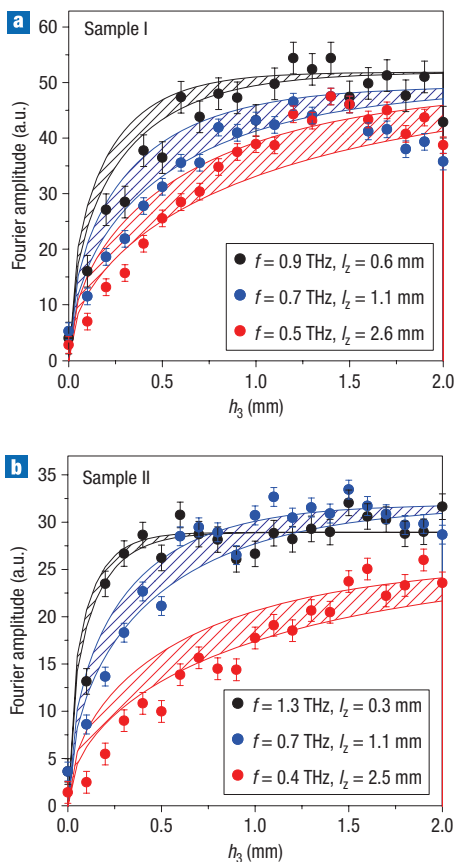 a
Sample I
60
50
40
30
20
10
0
Fourier amplitude (a.u.)
f = 0.9 THz, lz = 0.6 mm
f = 0.7 THz, lz = 1.1 mm
f = 0.5 THz, lz = 2.6 mm
0.0 0.5 1.0 1.5 2.0
h3 (mm)
b
Sample II
35
30
25
20
15
10
5
0
Fourier amplitude (a.u.)
f = 1.3 THz, lz = 0.3 mm
f = 0.7 THz, lz = 1.1 mm
f = 0.4 THz, lz = 2.5 mm
0.0 0.5 1.0 1.5 2.0
h3 (mm)